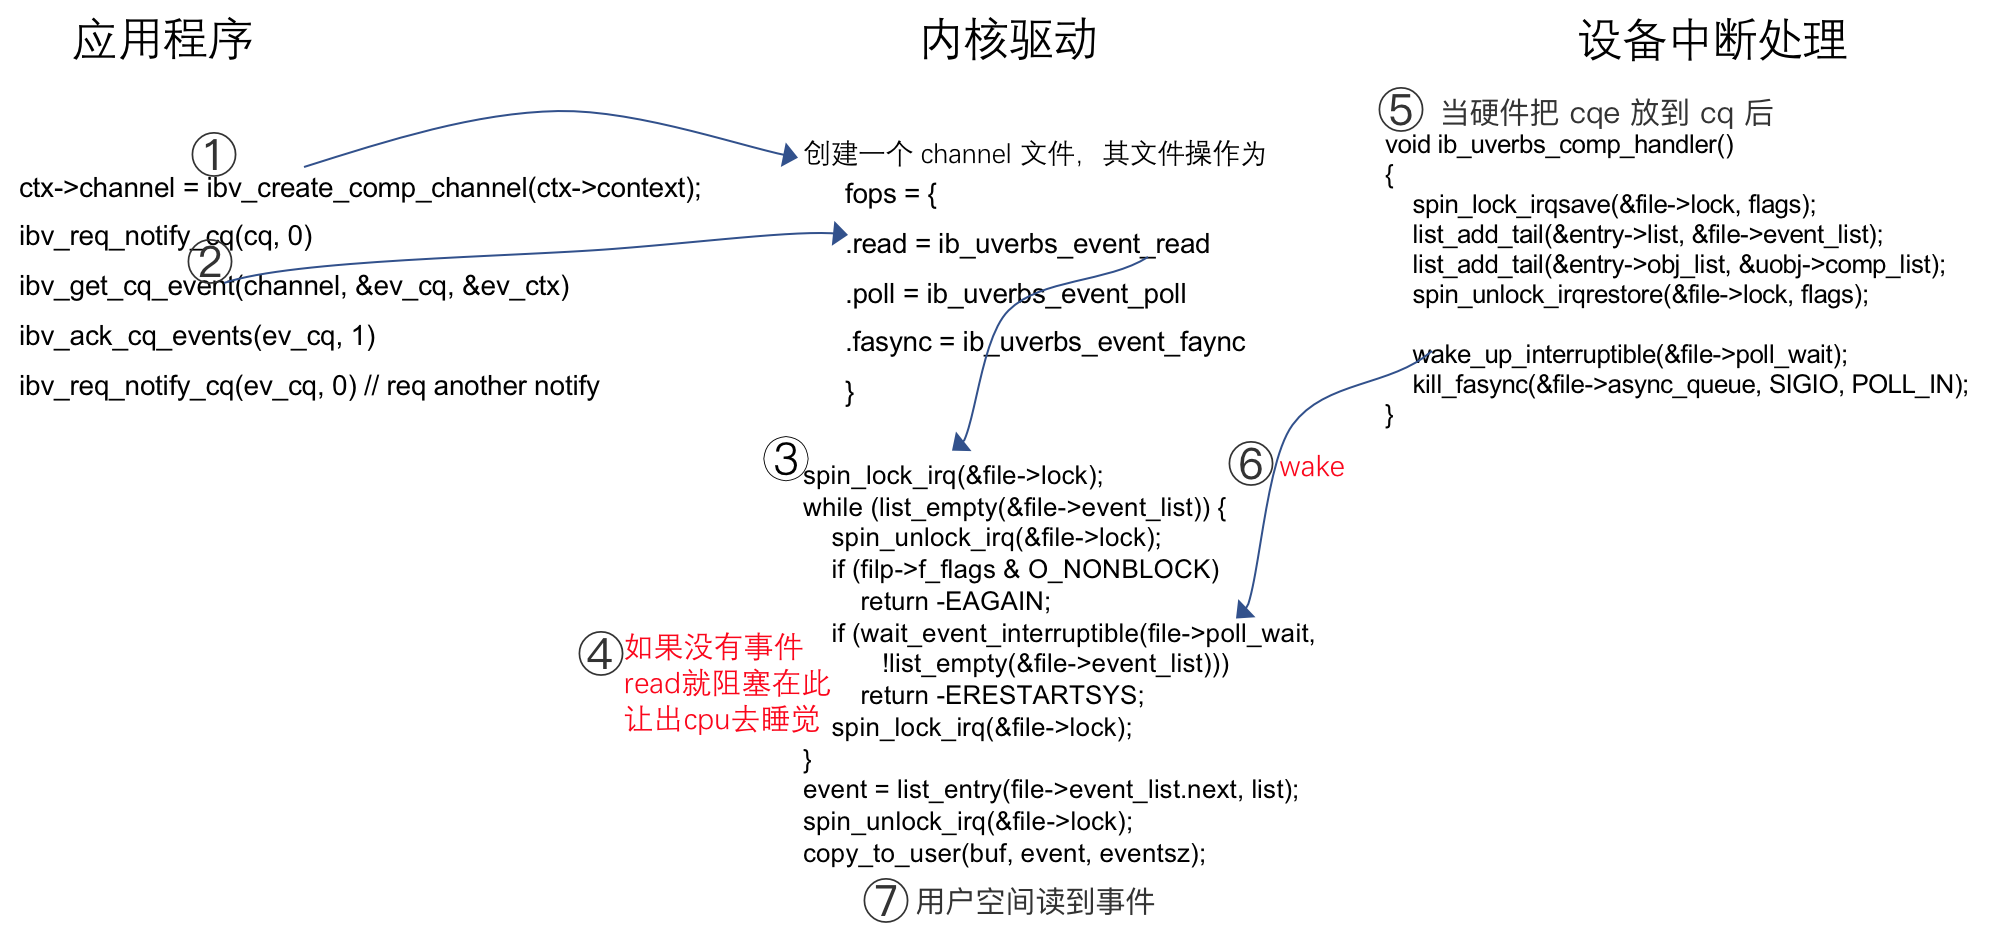 应用程序
①
ctx->channel = ibv_create_comp_channel(ctx->context);
ibv_req_notify_cq(cq, 0)
②
ibv_get_cq_event(channel, &ev_cq, &ev_ctx)
ibv_ack_cq_events(ev_cq, 1)
ibv_req_notify_cq(ev_cq, 0) // req another notify
内核驱动
创建一个 channel 文件，其文件操作为
fops = {
.read = ib_uverbs_event_read
.poll = ib_uverbs_event_poll
.fasync = ib_uverbs_event_faync
}
③
spin_lock_irq(&file->lock);
while (list_empty(&file->event_list)) {
spin_unlock_irq(&file->lock);
if (filp->f_flags & O_NONBLOCK)
return -EAGAIN;
if (wait_event_interruptible(file->poll_wait,
!list_empty(&file->event_list)))
return -ERESTARTSYS;
spin_lock_irq(&file->lock);
}
event = list_entry(file->event_list.next, list);
spin_unlock_irq(&file->lock);
copy_to_user(buf, event, eventsz);
④ 如果没有事件
read就阻塞在此
让出cpu去睡觉
⑦ 用户空间读到事件
设备中断处理
⑤ 当硬件把 cqe 放到 cq 后
void ib_uverbs_comp_handler()
{
spin_lock_irqsave(&file->lock, flags);
list_add_tail(&entry->list, &file->event_list);
list_add_tail(&entry->obj_list, &uobj->comp_list);
spin_unlock_irqrestore(&file->lock, flags);
wake_up_interruptible(&file->poll_wait);
kill_fasync(&file->async_queue, SIGIO, POLL_IN);
}
⑥ wake